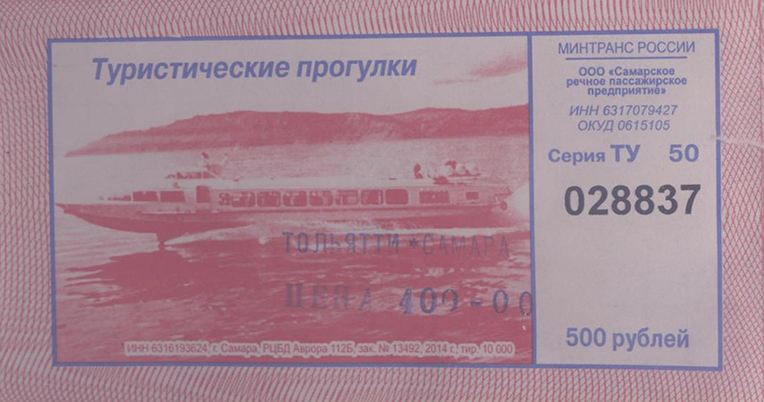 Туристические прогулки
ТОЛЬЯТТИ * САМАРА
ЦЕНА 409-00
ИНН 6316193624, г. Самара, РЦБД Аврора 112Б, зак. № 13492, 2014 г., тир. 10 000
МИНТРАНС РОССИИ
ООО «Самарское
речное пассажирское
предприятие»
ИНН 6317079427
ОКУД 0615105
Серия ТУ 50
028837
500 рублей